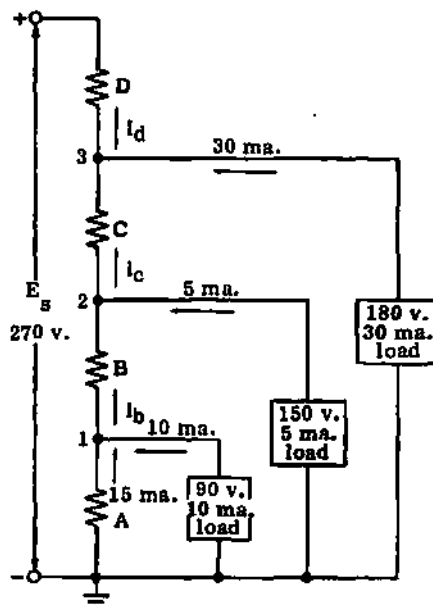 +
D
I_d
3
30 ma.
C
I_c
E_s
270 v.
2
5 ma.
180 v.
30 ma.
load
B
I_b
1
10 ma.
150 v.
5 ma.
load
15 ma.
A
90 v.
10 ma.
load
-